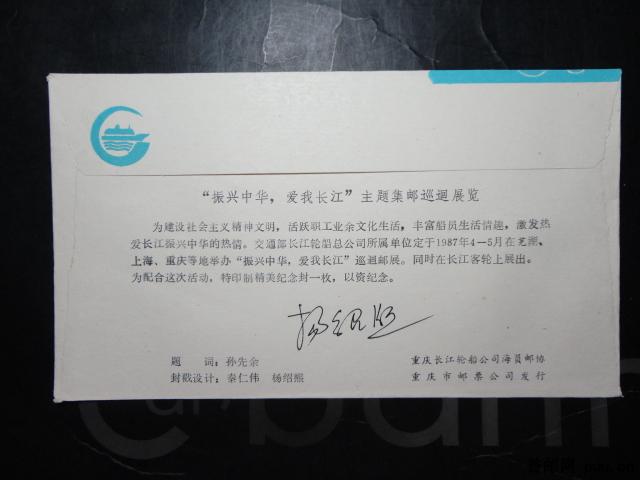 “振兴中华，爱我长江”主题集邮巡迴展览
为建设社会主义精神文明，活跃职工业余文化生活，丰富船员生活情趣，激发热
爱长江振兴中华的热情。交通部长江轮船总公司所属单位定于1987年4—5月在芜湖、
上海、重庆等地举办“振兴中华，爱我长江”巡迴邮展。同时在长江客轮上展出。
为配合这次活动，特印制精美纪念封一枚，以资纪念。
题　词：孙先余
封戳设计：秦仁伟　杨绍熊
重庆长江轮船公司海员邮协
重庆市邮票公司发行